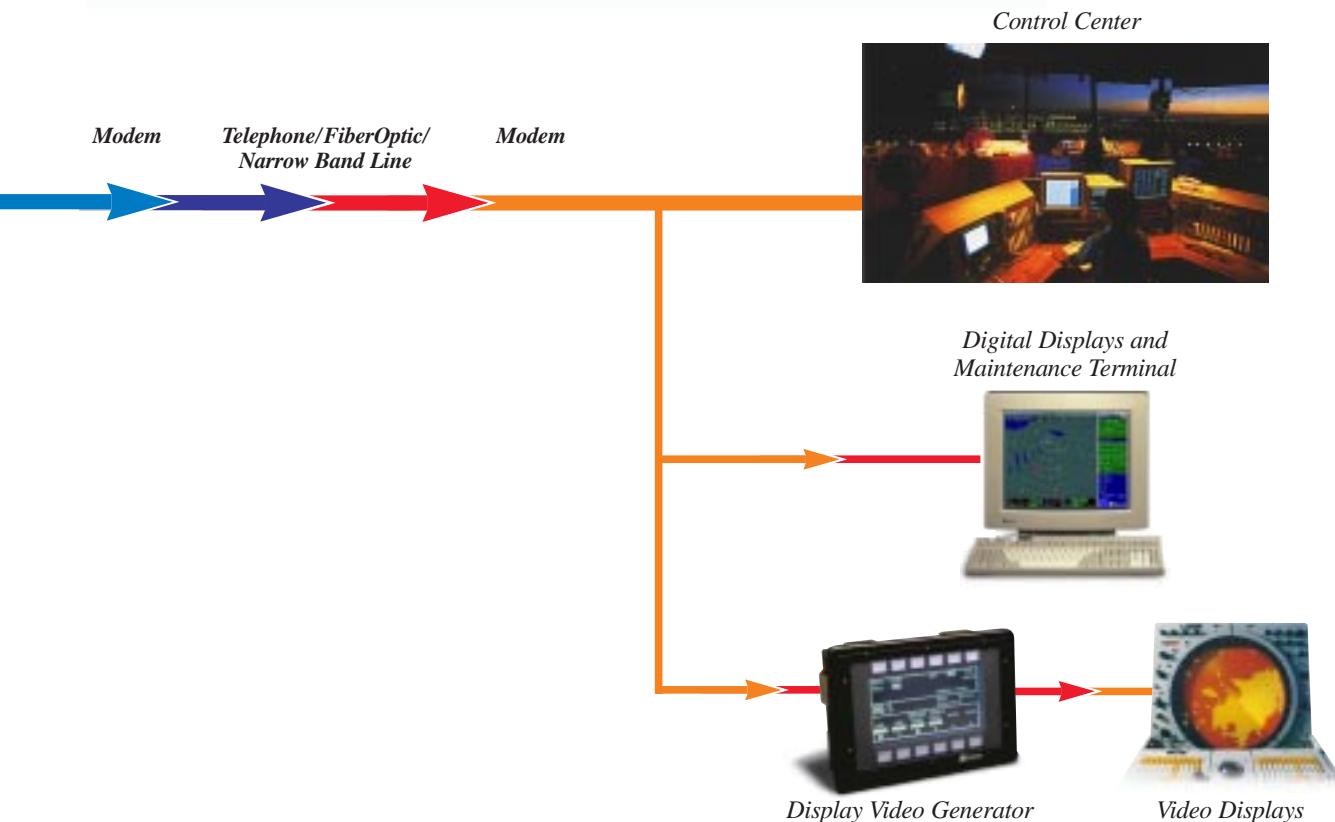 Control Center
Modem
Telephone/FiberOptic/
Narrow Band Line
Modem
Digital Displays and
Maintenance Terminal
Display Video Generator
Video Displays